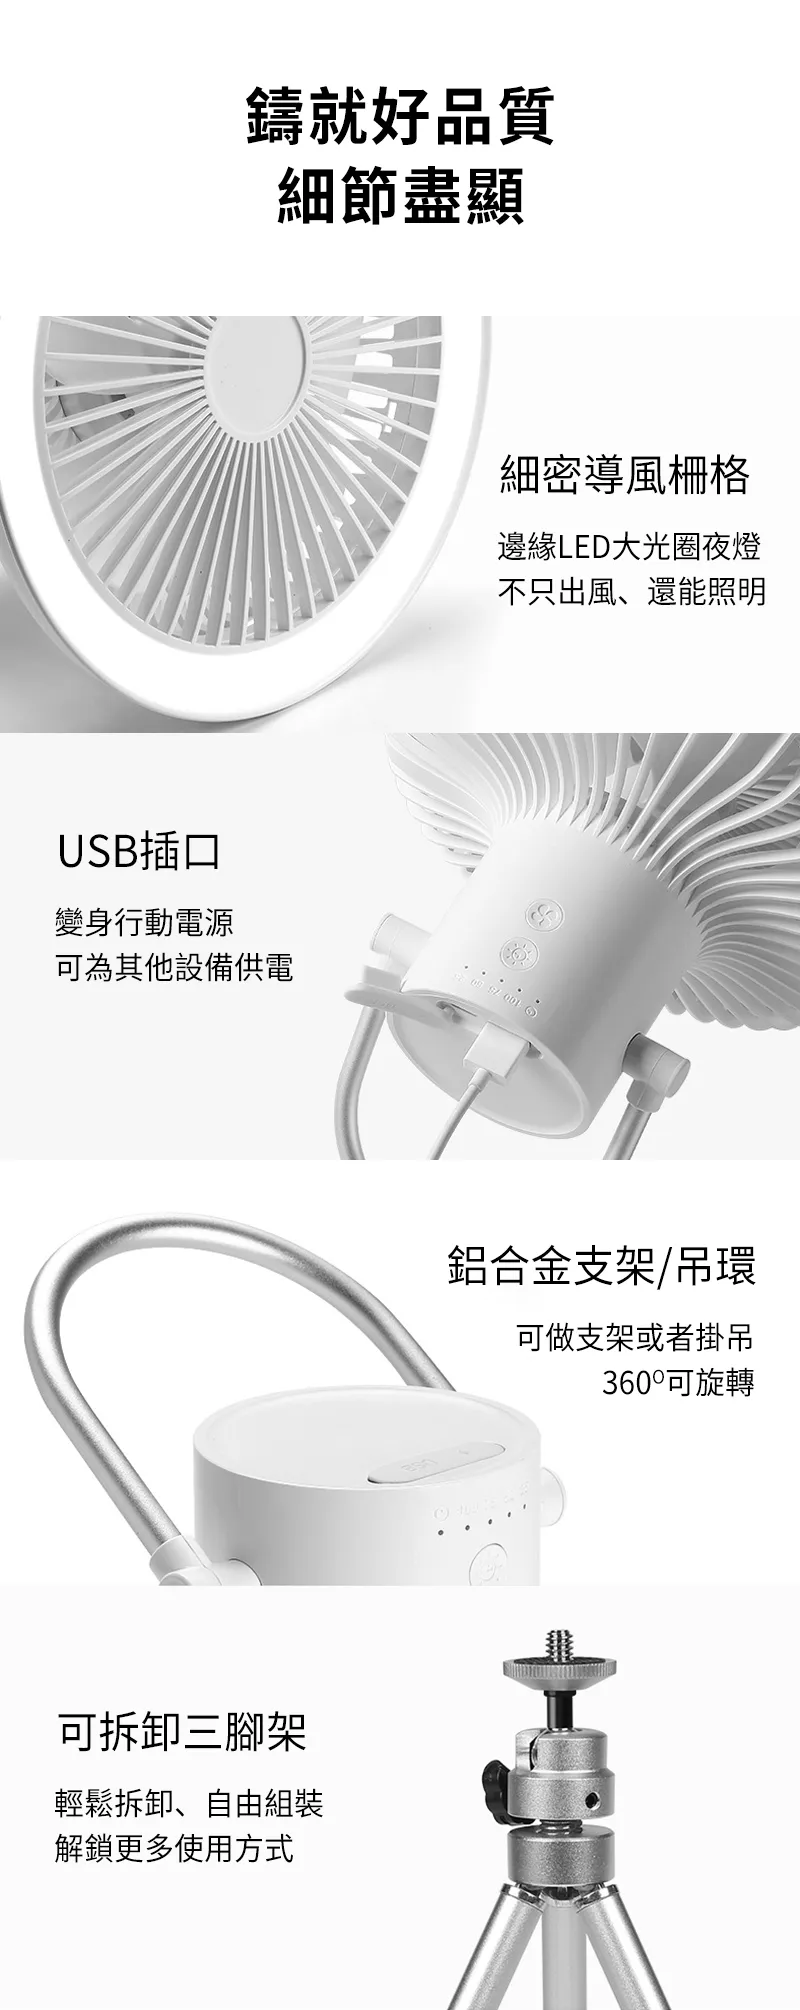 鑄就好品質
細節盡顯
細密導風柵格
邊緣LED大光圈夜燈
不只出風、還能照明
USB插口
變身行動電源
可為其他設備供電
鋁合金支架/吊環
可做支架或者掛吊
360º可旋轉
可拆卸三腳架
輕鬆拆卸、自由組裝
解鎖更多使用方式